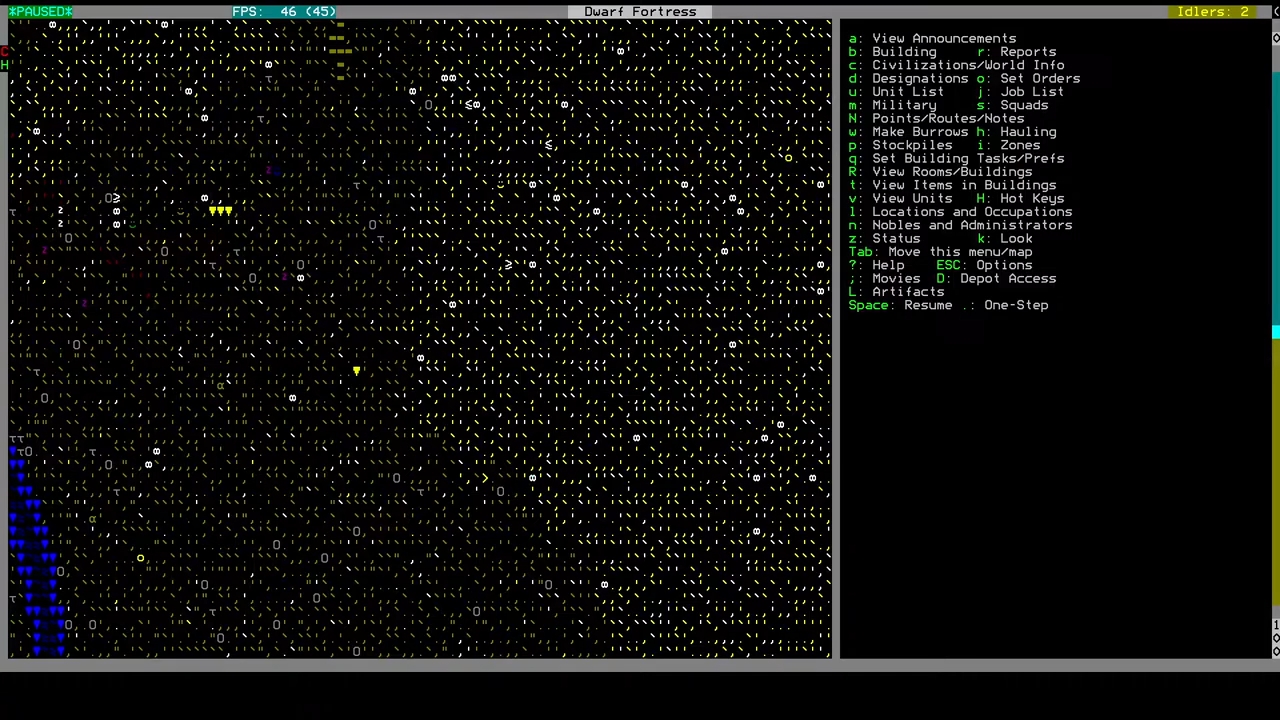 *PAUSED* FPS: 46 (45) Dwarf Fortress Idlers: 2
a: View Announcements
b: Building r: Reports
c: Civilizations/World Info
d: Designations o: Set Orders
u: Unit List j: Job List
m: Military s: Squads
N: Points/Routes/Notes
w: Make Burrows h: Hauling
p: Stockpiles i: Zones
q: Set Building Tasks/Prefs
R: View Rooms/Buildings
t: View Items in Buildings
v: View Units H: Hot Keys
l: Locations and Occupations
n: Nobles and Administrators
z: Status k: Look
Tab: Move this menu/map
?: Help ESC: Options
;: Movies D: Depot Access
L: Artifacts
Space: Resume .: One-Step